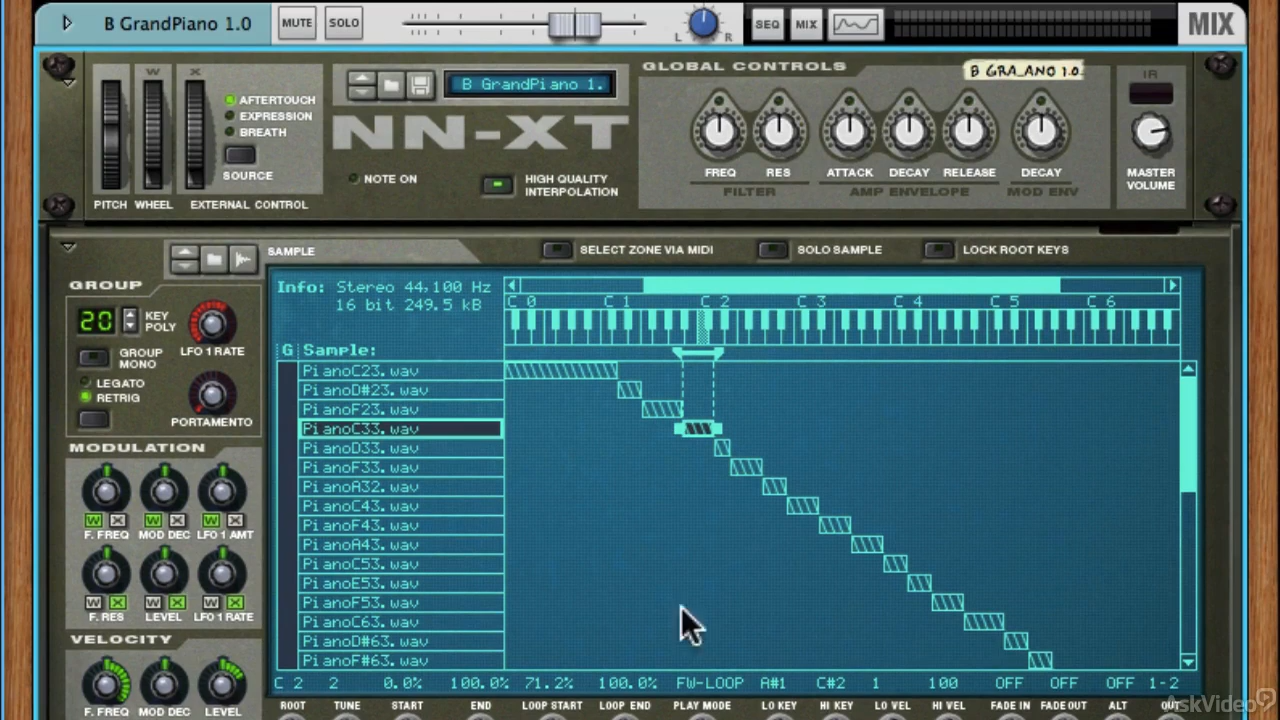 B GrandPiano 1.0
MUTE
SOLO
L R
SEQ
MIX
MIX
W X
AFTERTOUCH
EXPRESSION
BREATH
SOURCE
PITCH WHEEL EXTERNAL CONTROL
B GrandPiano 1.
NN-XT
NOTE ON
HIGH QUALITY
INTERPOLATION
GLOBAL CONTROLS
B GRA_ANO 1.0
FREQ RES ATTACK DECAY RELEASE DECAY
FILTER AMP ENVELOPE MOD ENV
MASTER
VOLUME
SAMPLE
SELECT ZONE VIA MIDI
SOLO SAMPLE
LOCK ROOT KEYS
GROUP
20
KEY
POLY
GROUP
MONO
LEGATO
RETRIG
LFO 1 RATE
PORTAMENTO
MODULATION
W X W X W X
F. FREQ MOD DEC LFO 1 AMT
W X W X W X
F. RES LEVEL LFO 1 RATE
VELOCITY
F. FREQ MOD DEC LEVEL
Info: Stereo 44,100 Hz
16 bit 249.5 kB
C 0 C 1 C 2 C 3 C 4 C 5 C 6
G Sample:
PianoC23.wav
PianoD#23.wav
PianoF23.wav
PianoC33.wav
PianoD33.wav
PianoF33.wav
PianoA32.wav
PianoC43.wav
PianoF43.wav
PianoA43.wav
PianoC53.wav
PianoE53.wav
PianoF53.wav
PianoC63.wav
PianoD#63.wav
PianoF#63.wav
C 2 2 0.0% 100.0% 71.2% 100.0% FW-LOOP A#1 C#2 1 100 OFF OFF OFF 1-2
ROOT TUNE START END LOOP START LOOP END PLAY MODE LO KEY HI KEY LO VEL HI VEL FADE IN FADE OUT ALT OUT
AskVideo